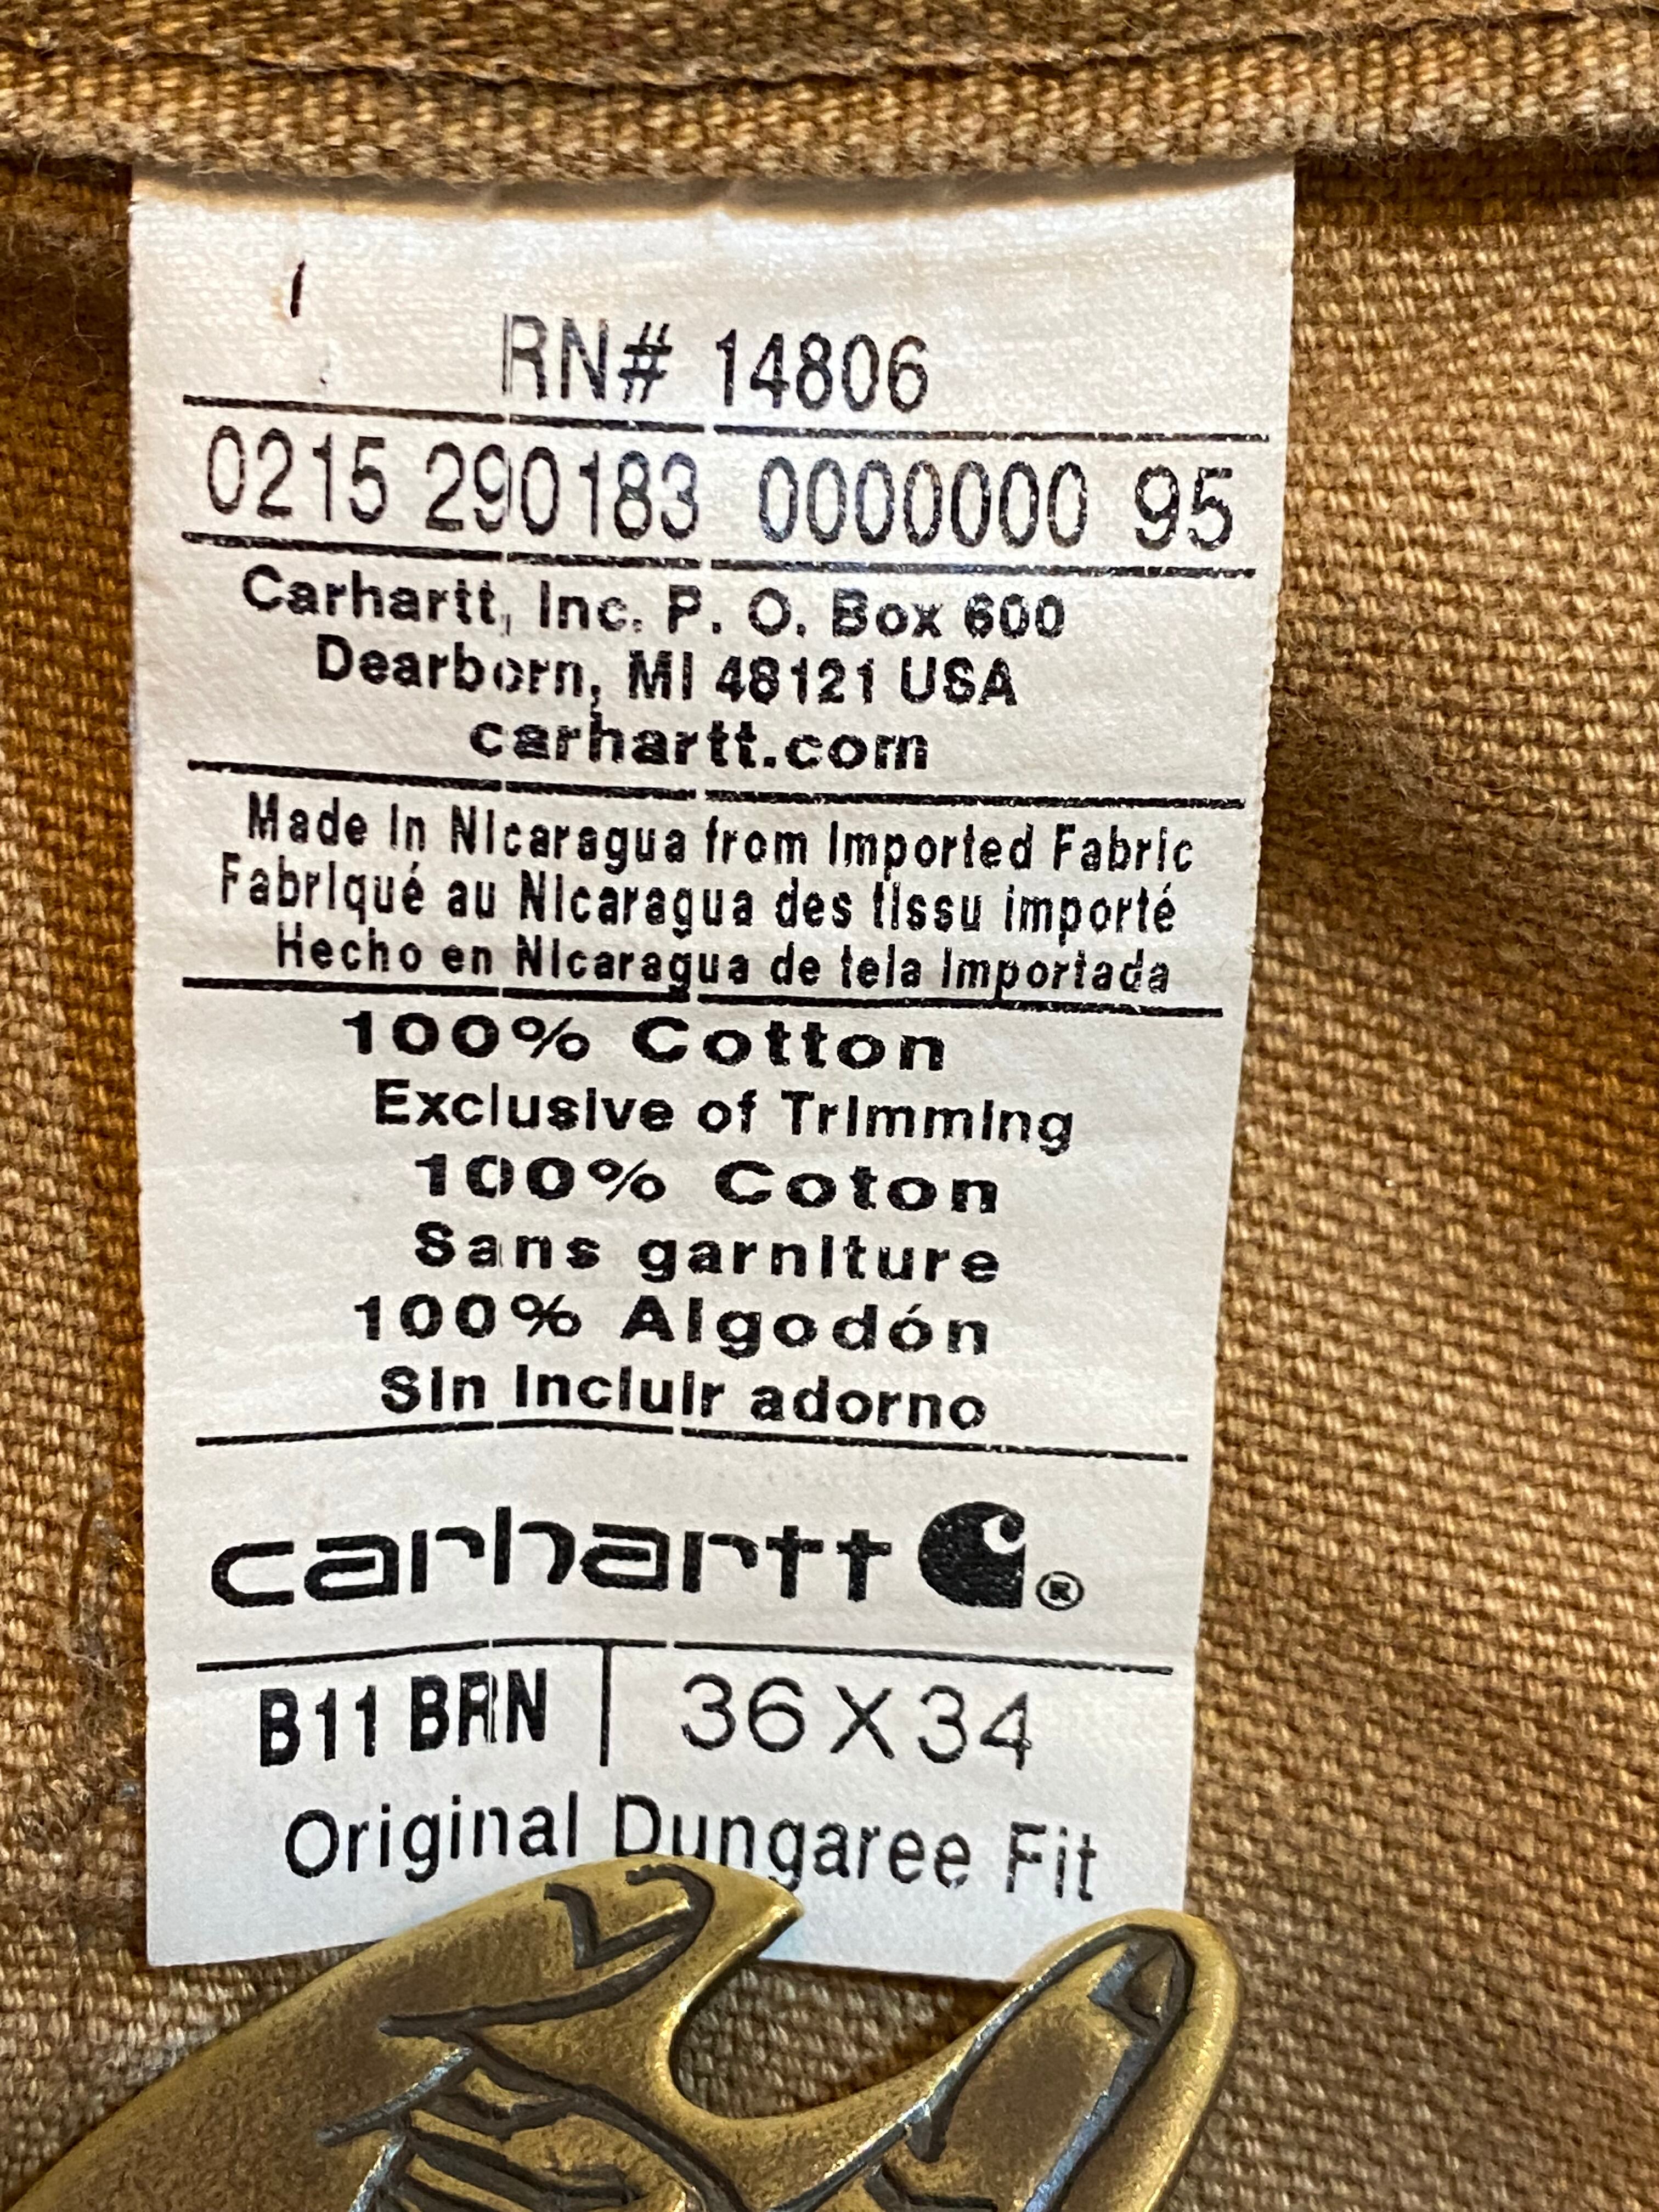 RN# 14806
0215 290183 0000000 95
Carhartt, Inc. P. O. Box 600
Dearborn, MI 48121 USA
carhartt.com
Made in Nicaragua from Imported Fabric
Fabriqué au Nicaragua des tissu importé
Hecho en Nicaragua de tela Importada
100% Cotton
Exclusive of Trimming
100% Coton
Sans garniture
100% Algodón
Sin Incluir adorno
carhartt ®
B11 BRN | 36 X 34
Original Dungaree Fit